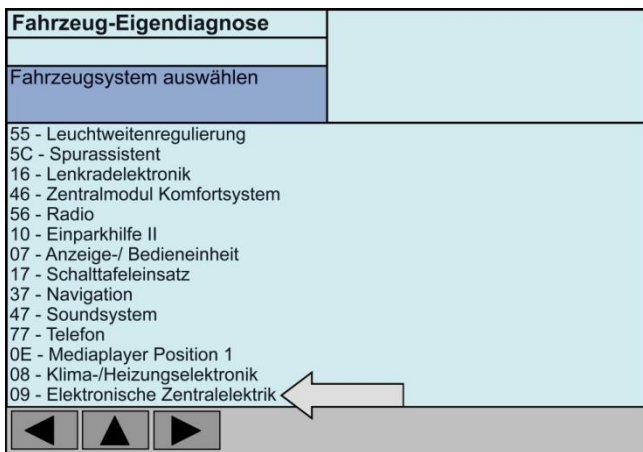 Fahrzeug-Eigendiagnose
Fahrzeugsystem auswählen
55 - Leuchtweitenregulierung
5C - Spurassistent
16 - Lenkradelektronik
46 - Zentralmodul Komfortsystem
56 - Radio
10 - Einparkhilfe II
07 - Anzeige-/ Bedieneinheit
17 - Schalttafeleinsatz
37 - Navigation
47 - Soundsystem
77 - Telefon
0E - Mediaplayer Position 1
08 - Klima-/Heizungselektronik
09 - Elektronische Zentralelektrik